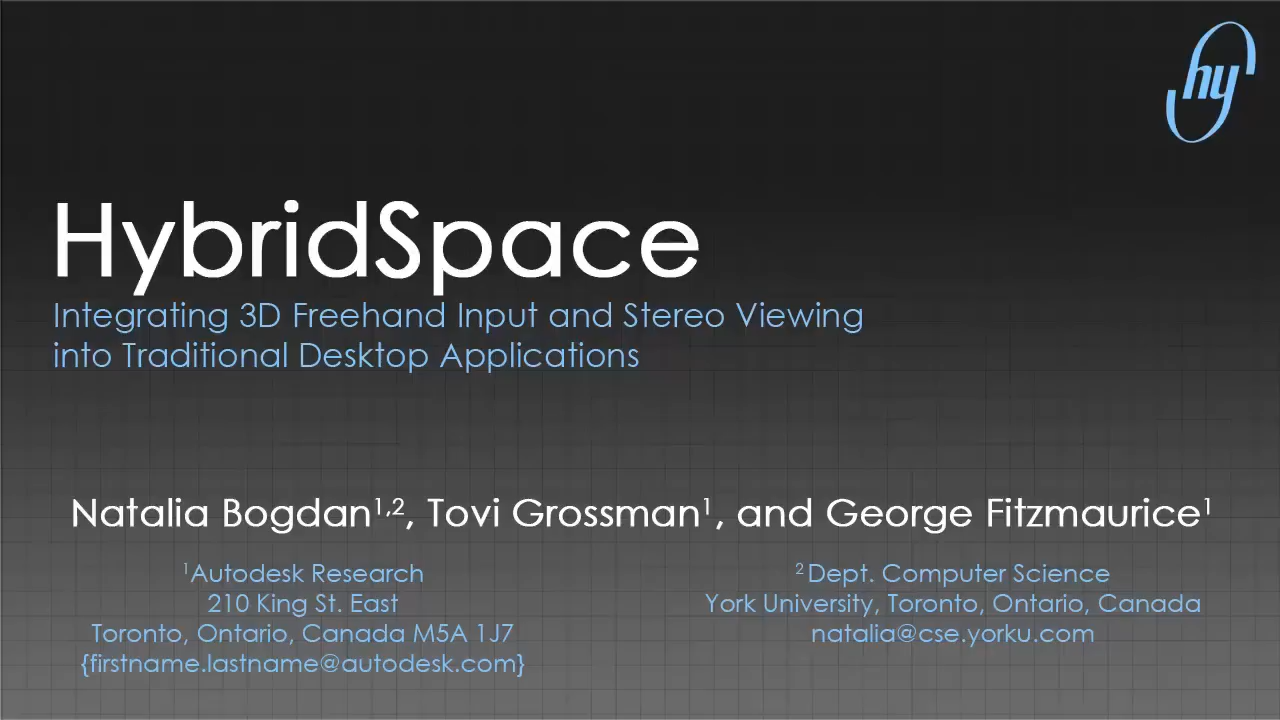 hy
HybridSpace
Integrating 3D Freehand Input and Stereo Viewing
into Traditional Desktop Applications
Natalia Bogdan¹,², Tovi Grossman¹, and George Fitzmaurice¹
¹Autodesk Research
210 King St. East
Toronto, Ontario, Canada M5A 1J7
{firstname.lastname@autodesk.com}
² Dept. Computer Science
York University, Toronto, Ontario, Canada
natalia@cse.yorku.com